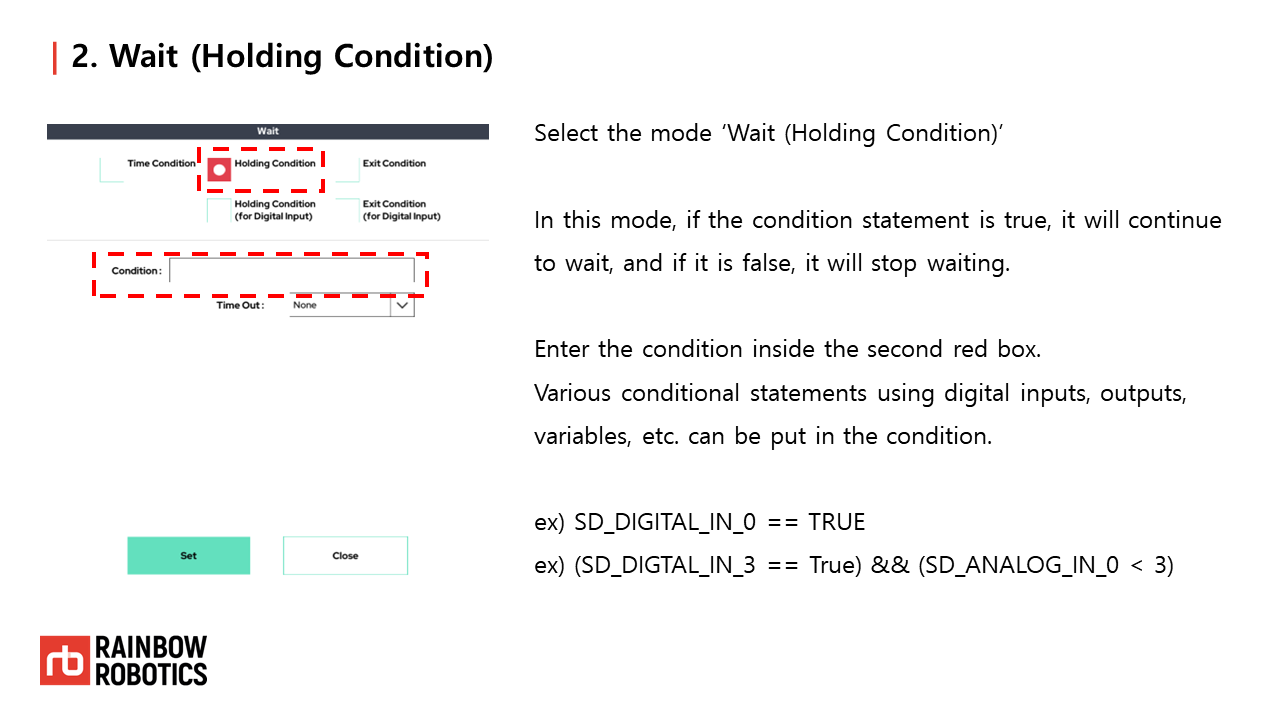 2. Wait (Holding Condition)
Wait
Time Condition
Holding Condition
Exit Condition
Holding Condition
(for Digital Input)
Exit Condition
(for Digital Input)
Condition :
Time Out :
None
Set
Close
Select the mode ‘Wait (Holding Condition)’
In this mode, if the condition statement is true, it will continue
to wait, and if it is false, it will stop waiting.
Enter the condition inside the second red box.
Various conditional statements using digital inputs, outputs,
variables, etc. can be put in the condition.
ex) SD_DIGITAL_IN_0 == TRUE
ex) (SD_DIGTAL_IN_3 == True) && (SD_ANALOG_IN_0 < 3)
rb
RAINBOW
ROBOTICS